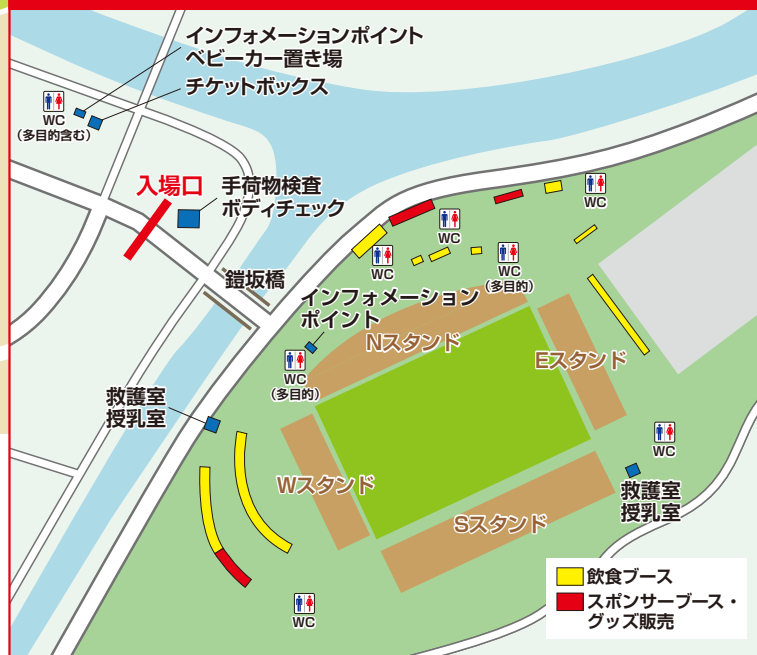 インフォメーションポイント
ベビーカー置き場
チケットボックス
WC
(多目的含む)
入場口
手荷物検査
ボディチェック
WC
WC
WC
WC
(多目的)
鎧坂橋
インフォメーション
ポイント
Nスタンド
Eスタンド
WC
(多目的)
救護室
授乳室
WC
Wスタンド
救護室
授乳室
Sスタンド
WC
飲食ブース
スポンサーブース・
グッズ販売